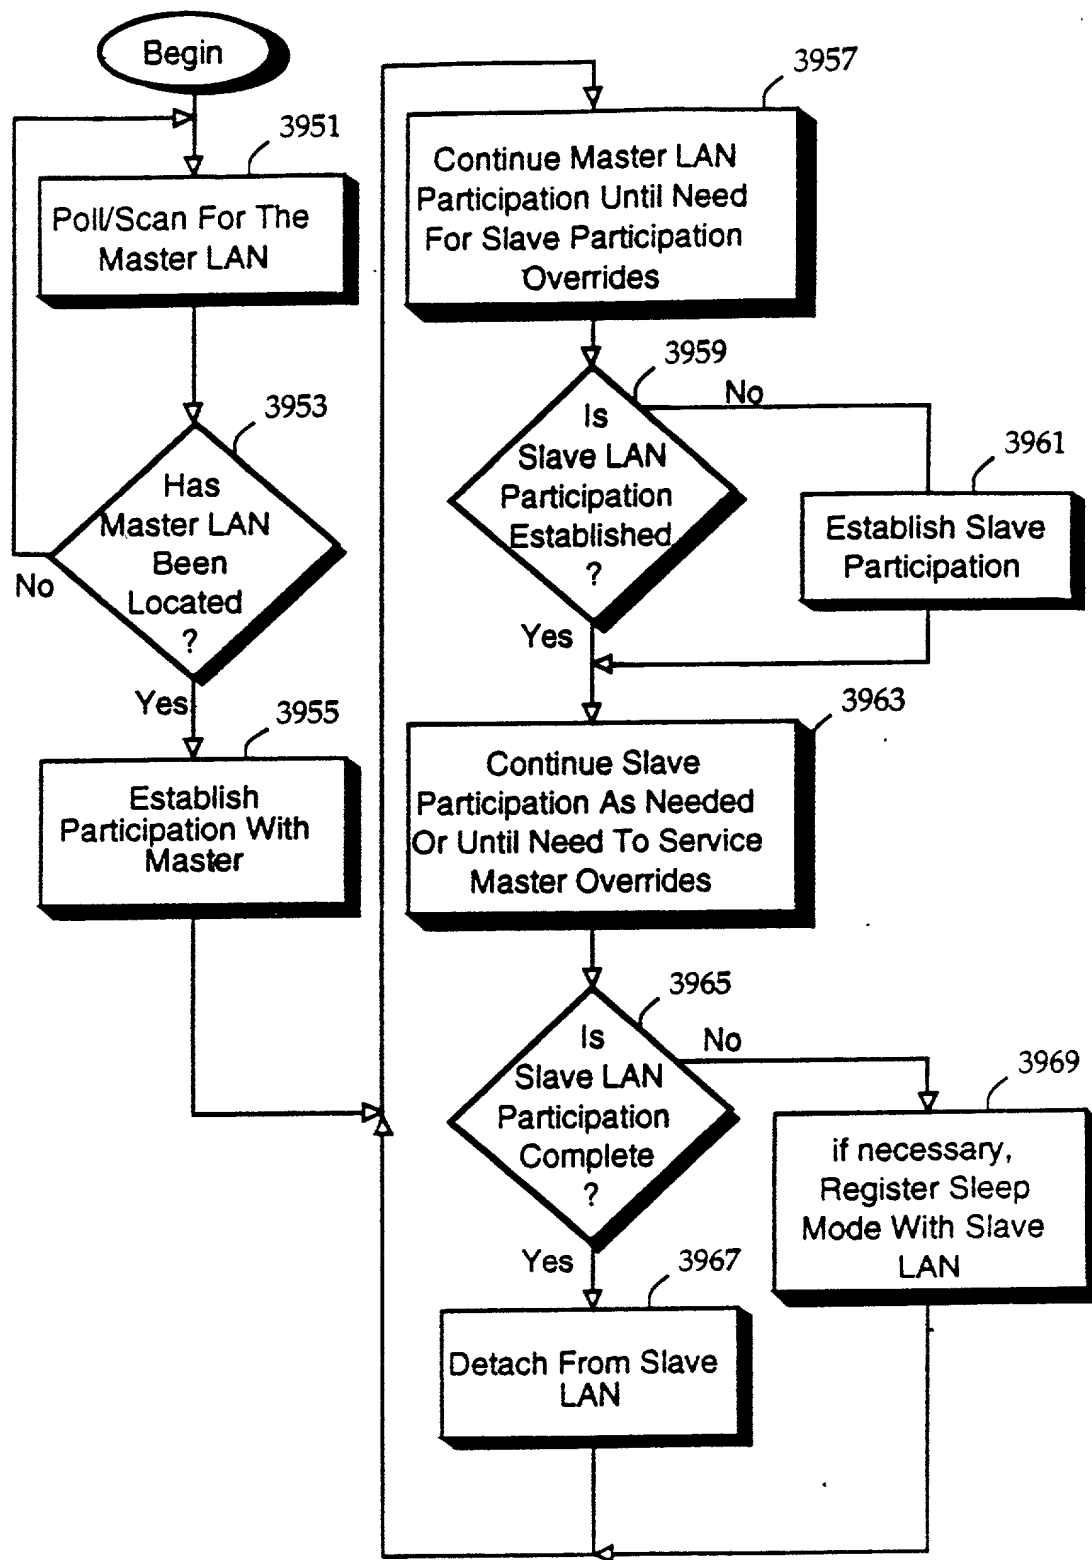 Begin
3951
Poll/Scan For The
Master LAN
3953
Has
Master LAN
Been
Located
?
No
Yes
3955
Establish
Participation With
Master
3957
Continue Master LAN
Participation Until Need
For Slave Participation
Overrides
3959
Is
Slave LAN
Participation
Established
?
No
Yes
3961
Establish Slave
Participation
3963
Continue Slave
Participation As Needed
Or Until Need To Service
Master Overrides
3965
Is
Slave LAN
Participation
Complete
?
No
Yes
3969
if necessary,
Register Sleep
Mode With Slave
LAN
3967
Detach From Slave
LAN